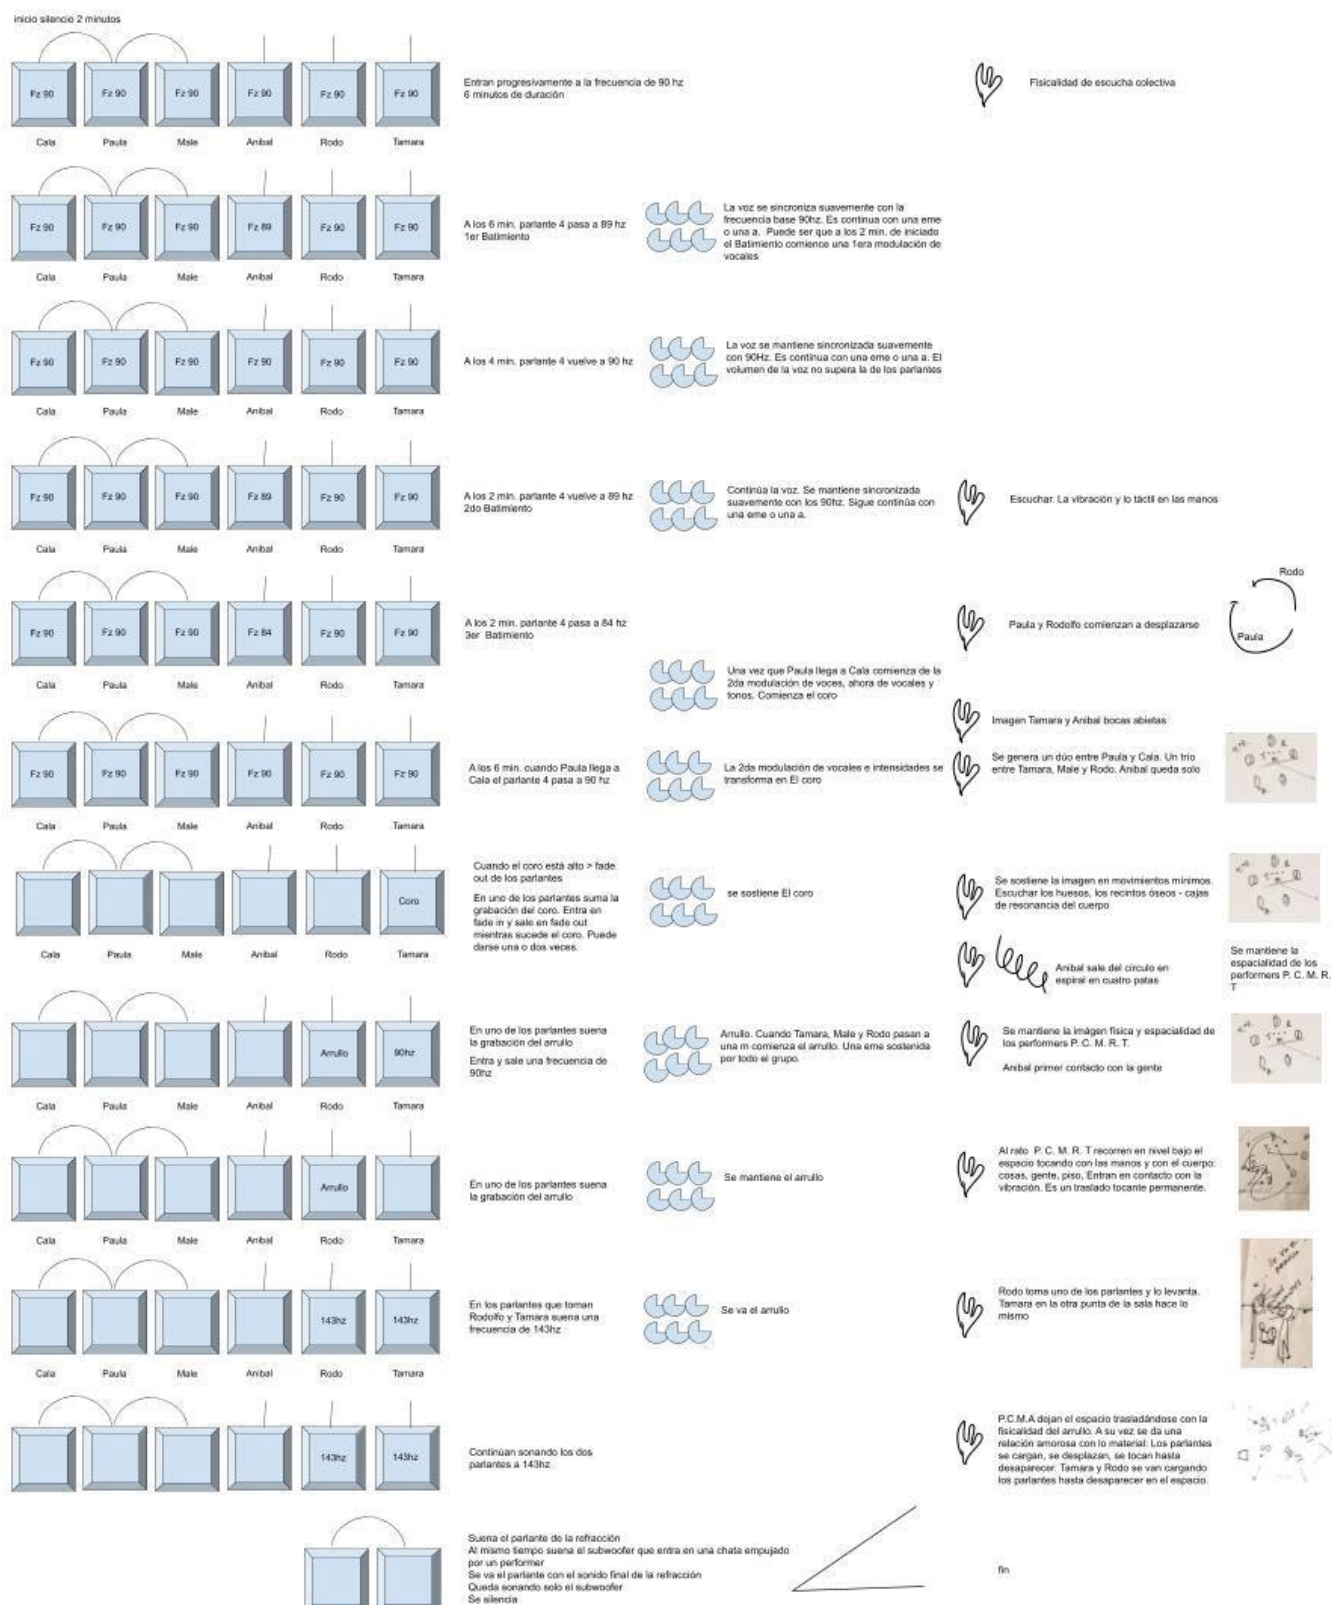 inicio silencio 2 minutos
Fz 90 Fz 90 Fz 90 Fz 90 Fz 90 Fz 90
Cala Paula Male Anibal Rodo Tamara
Entran progresivamente a la frecuencia de 90 hz
6 minutos de duración
Fisicalidad de escucha colectiva
Fz 90 Fz 90 Fz 90 Fz 89 Fz 90 Fz 90
Cala Paula Male Anibal Rodo Tamara
A los 6 min. parlante 4 pasa a 89 hz
1er Batimiento
La voz se sincroniza suavemente con la
frecuencia base 90hz. Es continua con una eme
o una a. Puede ser que a los 2 min. de iniciado
el Batimiento comience una 1era modulación de
vocales
Fz 90 Fz 90 Fz 90 Fz 90 Fz 90 Fz 90
Cala Paula Male Anibal Rodo Tamara
A los 4 min. parlante 4 vuelve a 90 hz
La voz se mantiene sincronizada suavemente
con 90Hz. Es continua con una eme o una a. El
volumen de la voz no supera la de los parlantes
Fz 90 Fz 90 Fz 90 Fz 89 Fz 90 Fz 90
Cala Paula Male Anibal Rodo Tamara
A los 2 min. parlante 4 vuelve a 89 hz
2do Batimiento
Continúa la voz. Se mantiene sincronizada
suavemente con los 90hz. Sigue continúa con
una eme o una a.
Escuchar. La vibración y lo táctil en las manos
Fz 90 Fz 90 Fz 90 Fz 84 Fz 90 Fz 90
Cala Paula Male Anibal Rodo Tamara
A los 2 min. parlante 4 pasa a 84 hz
3er Batimiento
Paula y Rodolfo comienzan a desplazarse
Rodo
Paula
Una vez que Paula llega a Cala comienza de la
2da modulación de voces, ahora de vocales y
tonos. Comienza el coro
Imagen Tamara y Anibal bocas abietas
Fz 90 Fz 90 Fz 90 Fz 90 Fz 90 Fz 90
Cala Paula Male Anibal Rodo Tamara
A los 6 min. cuando Paula llega a
Cala el parlante 4 pasa a 90 hz
La 2da modulación de vocales e intensidades se
transforma en El coro
Se genera un dúo entre Paula y Cala. Un trío
entre Tamara, Male y Rodo. Anibal queda solo
Coro
Cala Paula Male Anibal Rodo Tamara
Cuando el coro está alto > fade
out de los parlantes
En uno de los parlantes suma la
grabación del coro. Entra en
fade in y sale en fade out
mientras sucede el coro. Puede
darse una o dos veces.
se sostiene El coro
Se sostiene la imagen en movimientos mínimos.
Escuchar los huesos, los recintos óseos - cajas
de resonancia del cuerpo
Anibal sale del círculo en
espiral en cuatro patas
Se mantiene la
espacialidad de los
performers P. C. M. R.
T
Arrullo 90hz
Cala Paula Male Anibal Rodo Tamara
En uno de los parlantes suena
la grabación del arrullo
Entra y sale una frecuencia de
90hz
Arrullo. Cuando Tamara, Male y Rodo pasan a
una m comienza el arrullo. Una eme sostenida
por todo el grupo.
Se mantiene la imágen física y espacialidad de
los performers P. C. M. R. T.
Anibal primer contacto con la gente
Arrullo
Cala Paula Male Anibal Rodo Tamara
En uno de los parlantes suena
la grabación del arrullo
Se mantiene el arrullo
Al rato P. C. M. R. T recorren en nivel bajo el
espacio tocando con las manos y con el cuerpo:
cosas, gente, piso, Entran en contacto con la
vibración. Es un traslado tocante permanente.
143hz 143hz
Cala Paula Male Anibal Rodo Tamara
En los parlantes que toman
Rodolfo y Tamara suena una
frecuencia de 143hz
Se va el arrullo
Rodo toma uno de los parlantes y lo levanta.
Tamara en la otra punta de la sala hace lo
mismo
143hz 143hz
Cala Paula Male Anibal Rodo Tamara
Continúan sonando los dos
parlantes a 143hz
P.C.M.A dejan el espacio trasladándose con la
fisicalidad del arrullo. A su vez se da una
relación amorosa con lo material. Los parlantes
se cargan, se desplazan, se tocan hasta
desaparecer. Tamara y Rodo se van cargando
los parlantes hasta desaparecer en el espacio.
Suena el parlante de la refracción
Al mismo tiempo suena el subwoofer que entra en una chata empujado
por un performer
Se va el parlante con el sonido final de la refracción
Queda sonando solo el subwoofer
Se silencia
fin